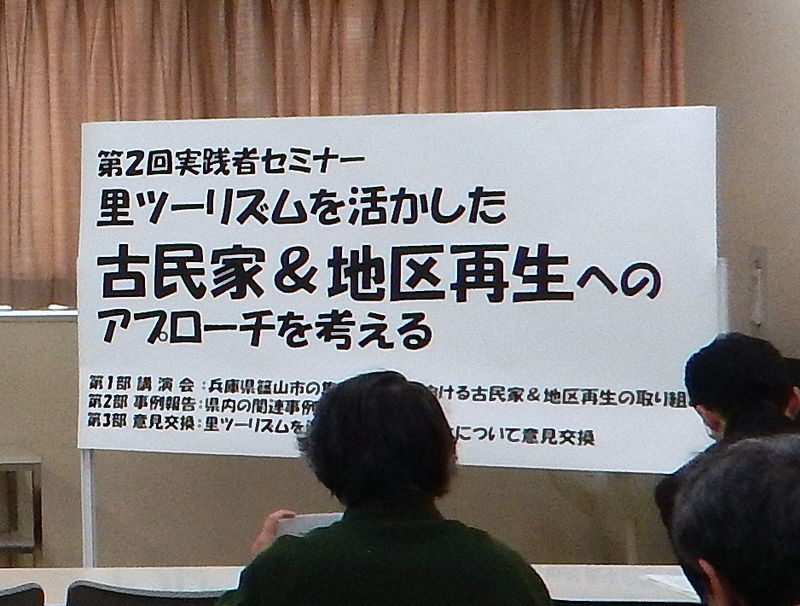 第2回実践者セミナー
里ツーリズムを活かした
古民家&地区再生への
アプローチを考える
第1部 講演会:兵庫県篠山市の集 ける古民家&地区再生の取り組
第2部 事例報告:県内の関連事例
第3部 意見交換:里ツーリズムを について意見交換